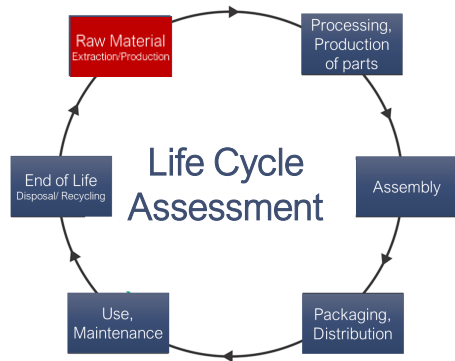 Raw Material
Extraction/Production
Processing,
Production
of parts
Life Cycle
Assessment
End of Life
Disposal/ Recycling
Assembly
Use,
Maintenance
Packaging,
Distribution